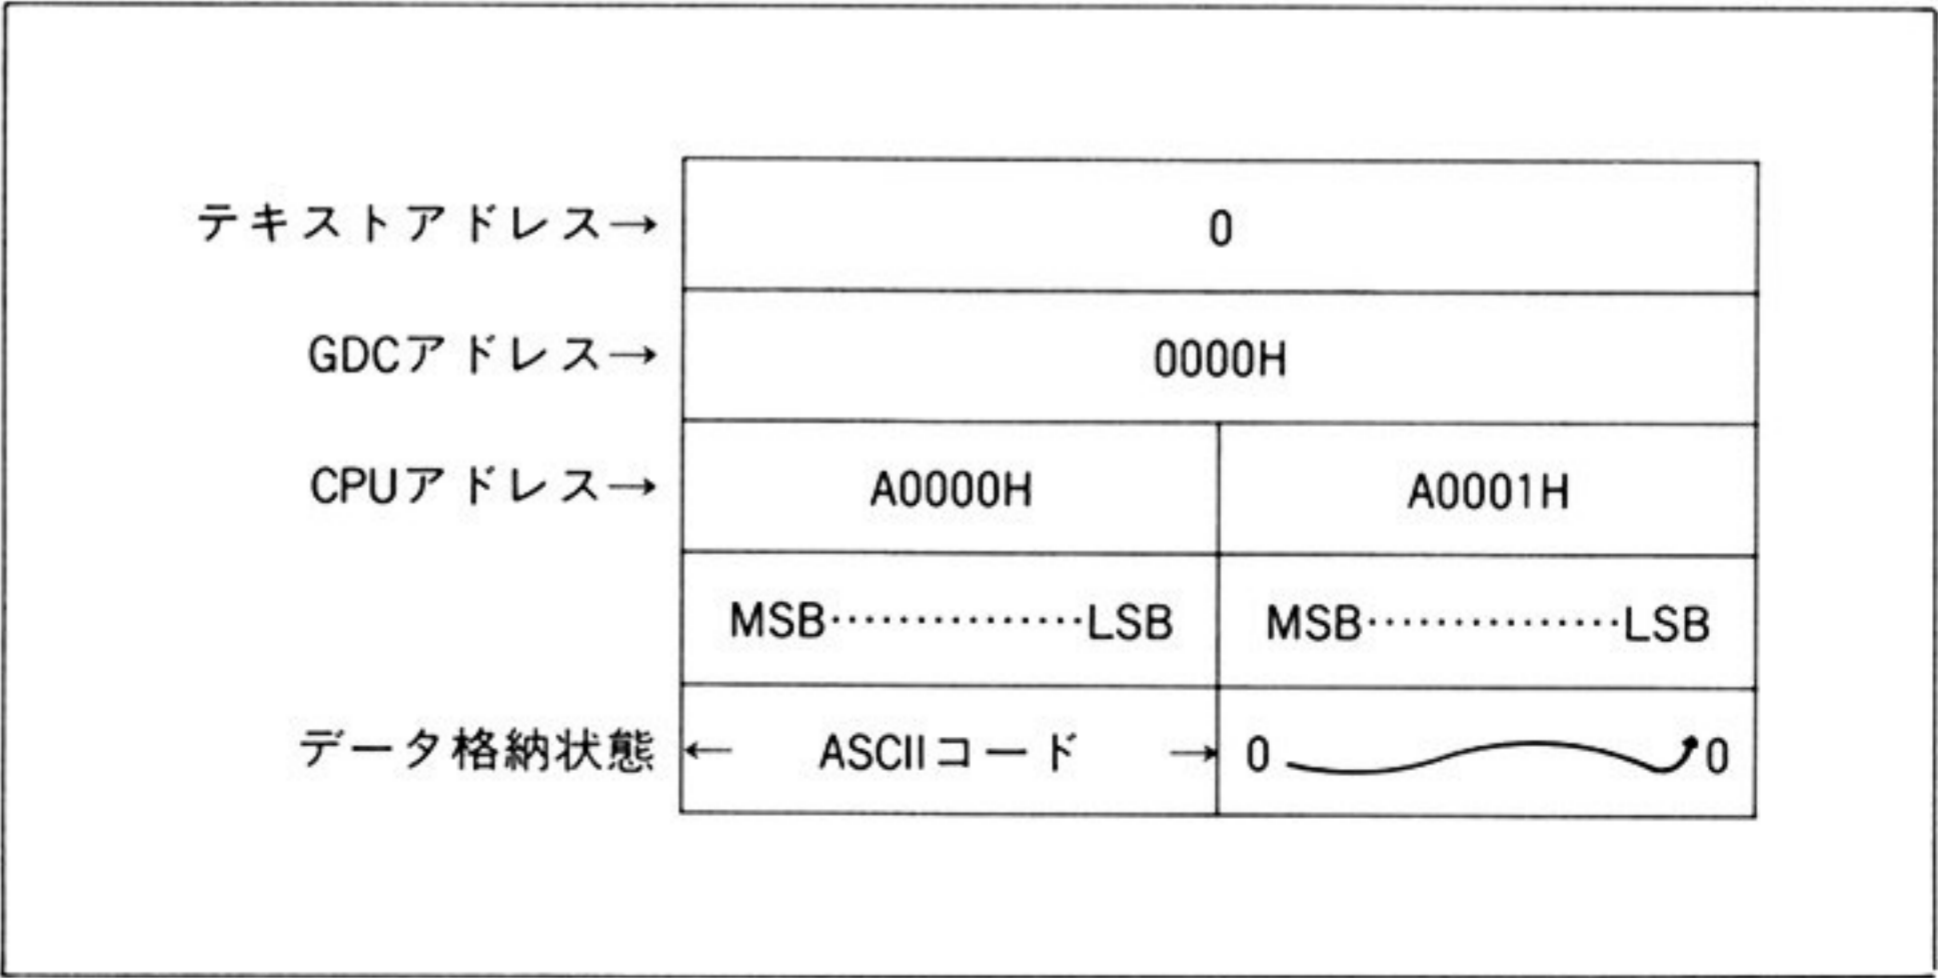 テキストアドレス→ 0
GDCアドレス→ 0000H
CPUアドレス→ A0000H A0001H
MSB···············LSB MSB···············LSB
データ格納状態 ← ASCIIコード → 0 0